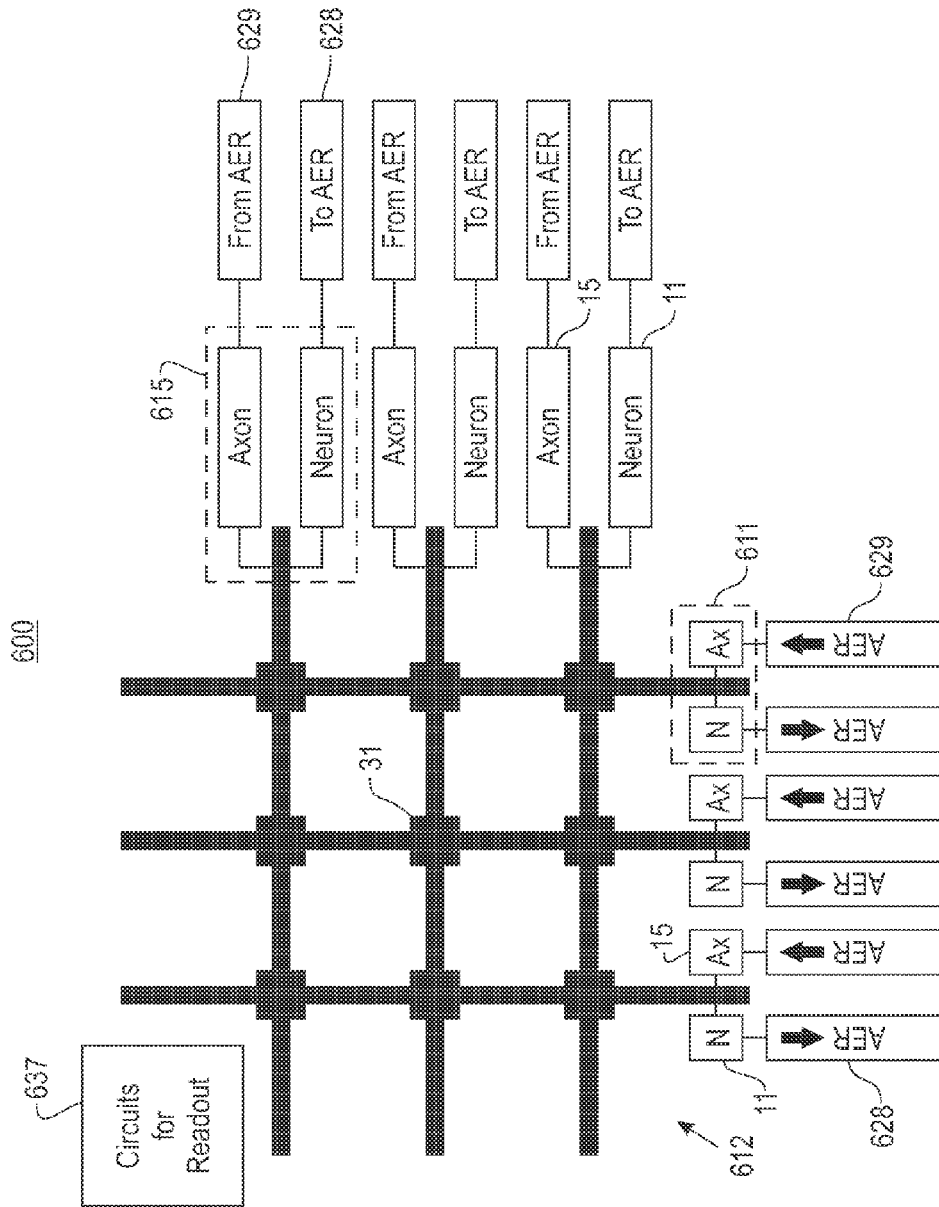 600
637
Circuits
for
Readout
615
629
Axon
From AER
628
Neuron
To AER
31
Axon
From AER
Neuron
To AER
15
Axon
From AER
11
Neuron
To AER
611
15
N
Ax
N
Ax
N
Ax
612
11
629
AER
AER
AER
AER
AER
AER
628